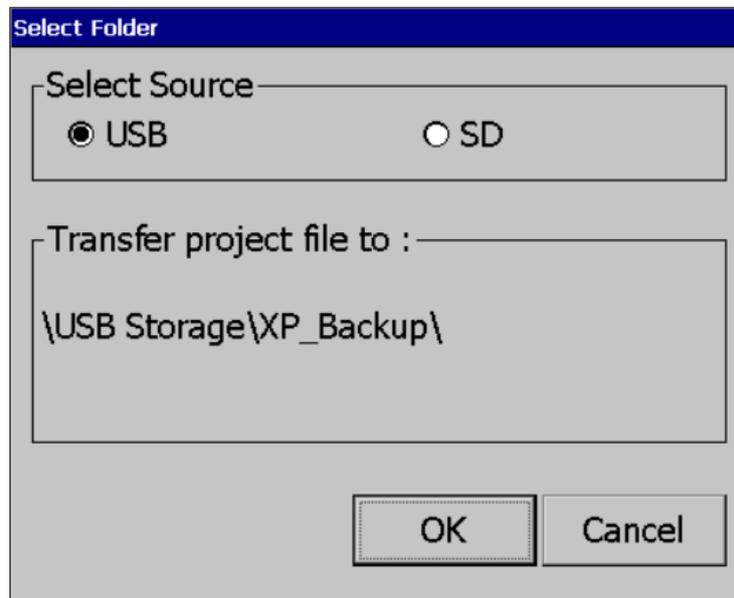 Select Folder
Select Source
USB SD
Transfer project file to :
\USB Storage\XP_Backup\
OK Cancel